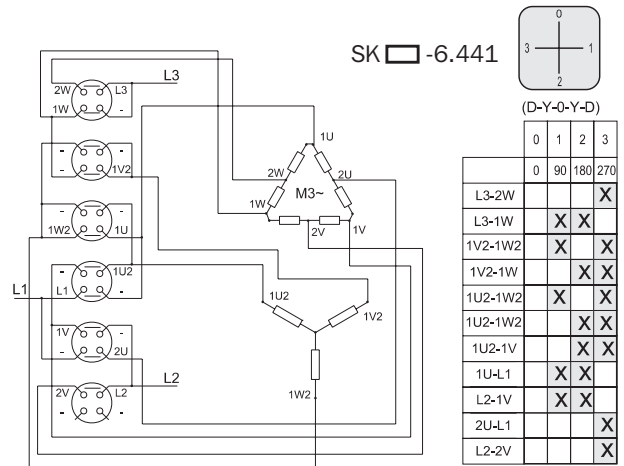 SK -6.441
0
3 1
2
(D-Y-0-Y-D)
0 1 2 3
0 90 180 270
L3-2W X
L3-1W X X
1V2-1W2 X X
1V2-1W X X
1U2-1W2 X X
1U2-1W2 X X
1U2-1V X X
1U-L1 X X
L2-1V X X
2U-L1 X
L2-2V X
L3
2W L3
1W -
- -
- 1V2
- -
1W2 1U
- 1U2
L1
L1 -
1V -
- 2U
L2
2V L2
- -
1U
2W 2U
M3~
1W
2V 1V
1U2 1V2
1W2